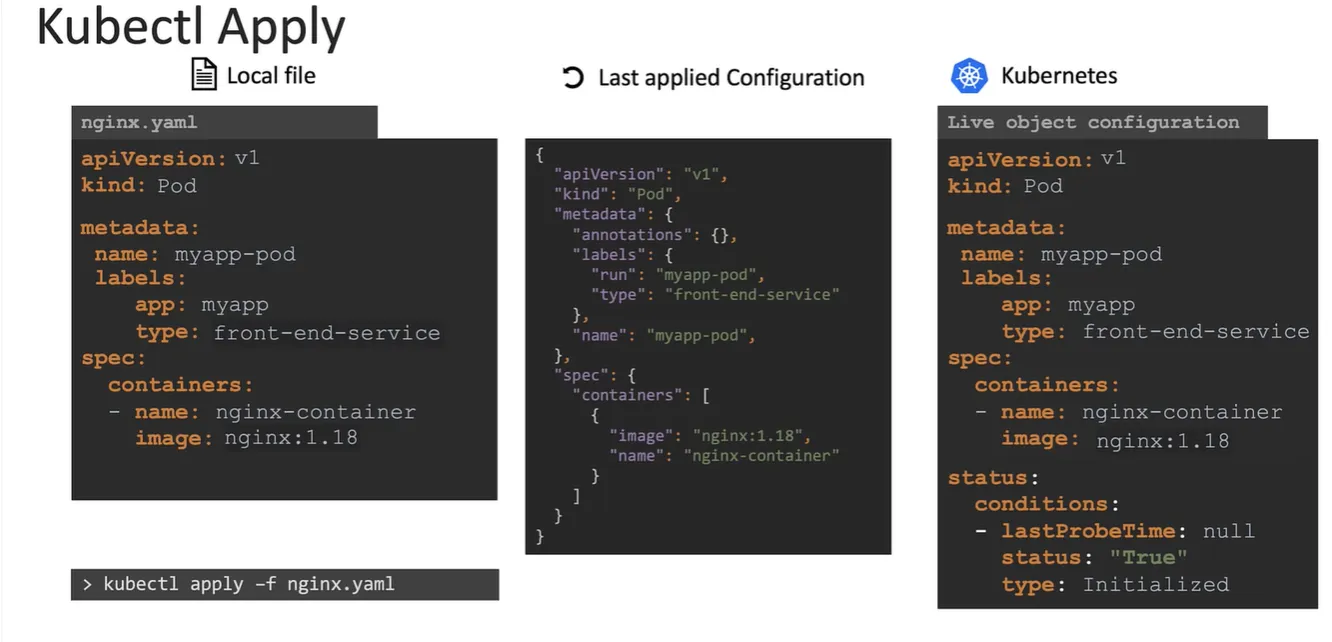 Kubectl Apply
Local file
Last applied Configuration
Kubernetes
nginx.yaml
apiVersion: v1
kind: Pod
metadata:
name: myapp-pod
labels:
app: myapp
type: front-end-service
spec:
containers:
- name: nginx-container
image: nginx:1.18
> kubectl apply –f nginx.yaml
{
"apiVersion": "v1",
"kind": "Pod",
"metadata": {
"annotations": {},
"labels": {
"run": "myapp-pod",
"type": "front-end-service"
},
"name": "myapp-pod",
},
"spec": {
"containers": [
{
"image": "nginx:1.18",
"name": "nginx-container"
}
]
}
}
Live object configuration
apiVersion: v1
kind: Pod
metadata:
name: myapp-pod
labels:
app: myapp
type: front-end-service
spec:
containers:
- name: nginx-container
image: nginx:1.18
status:
conditions:
- lastProbeTime: null
status: "True"
type: Initialized